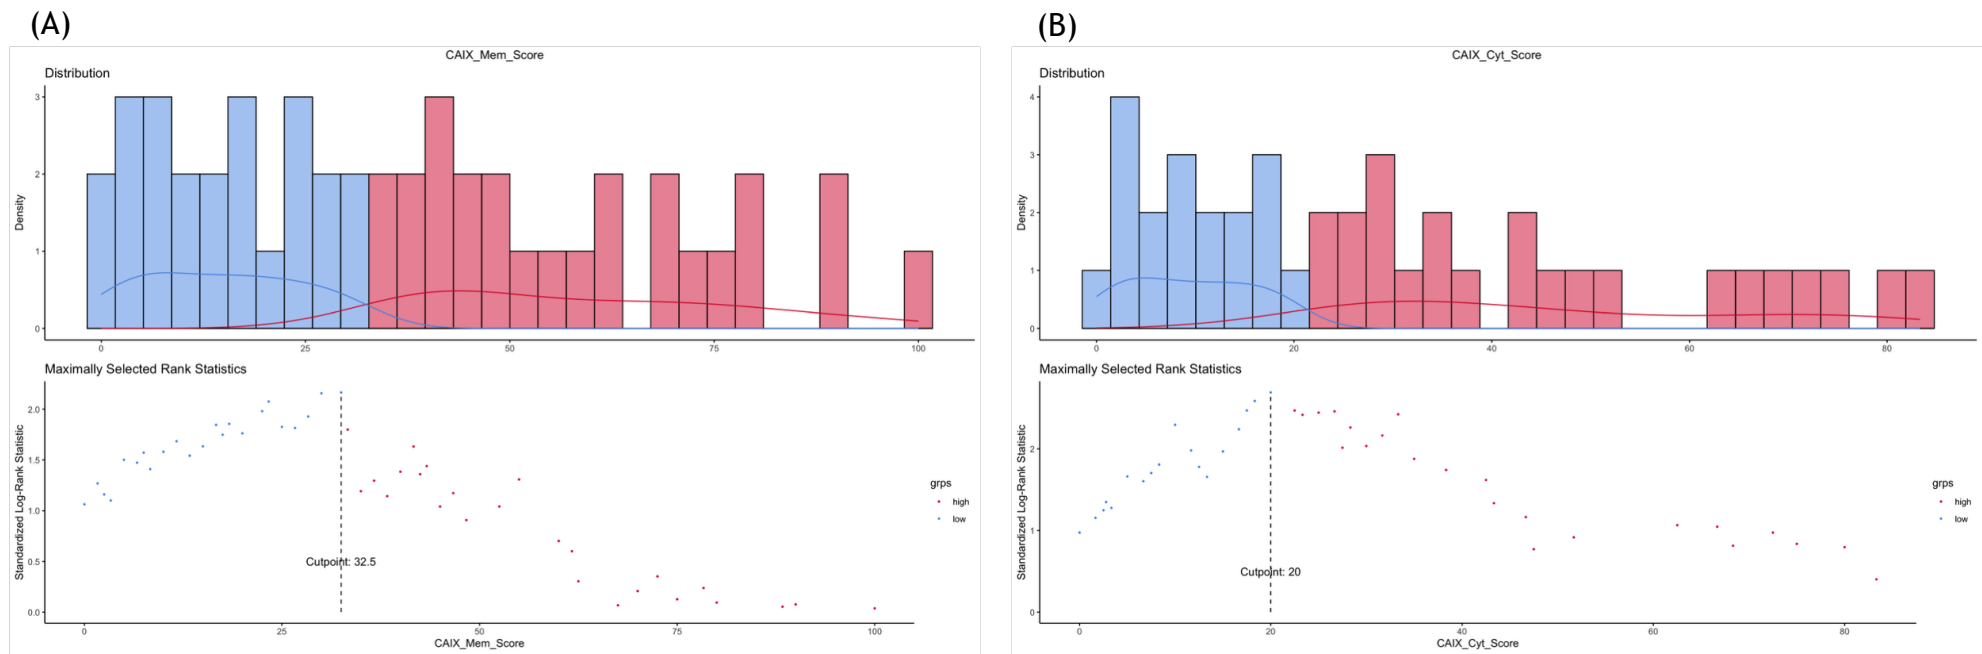 (A)
CAIX_Mem_Score
Distribution
3
2
1
0
Density
0 25 50 75 100
Maximally Selected Rank Statistics
2.0
1.5
1.0
0.5
0.0
Standardized Log-Rank Statistic
Cutpoint: 32.5
0 25 50 75 100
CAIX_Mem_Score
grps
high
low
(B)
CAIX_Cyt_Score
Distribution
4
3
2
1
0
Density
0 20 40 60 80
Maximally Selected Rank Statistics
2
1
0
Standardized Log-Rank Statistic
Cutpoint: 20
0 20 40 60 80
CAIX_Cyt_Score
grps
high
low